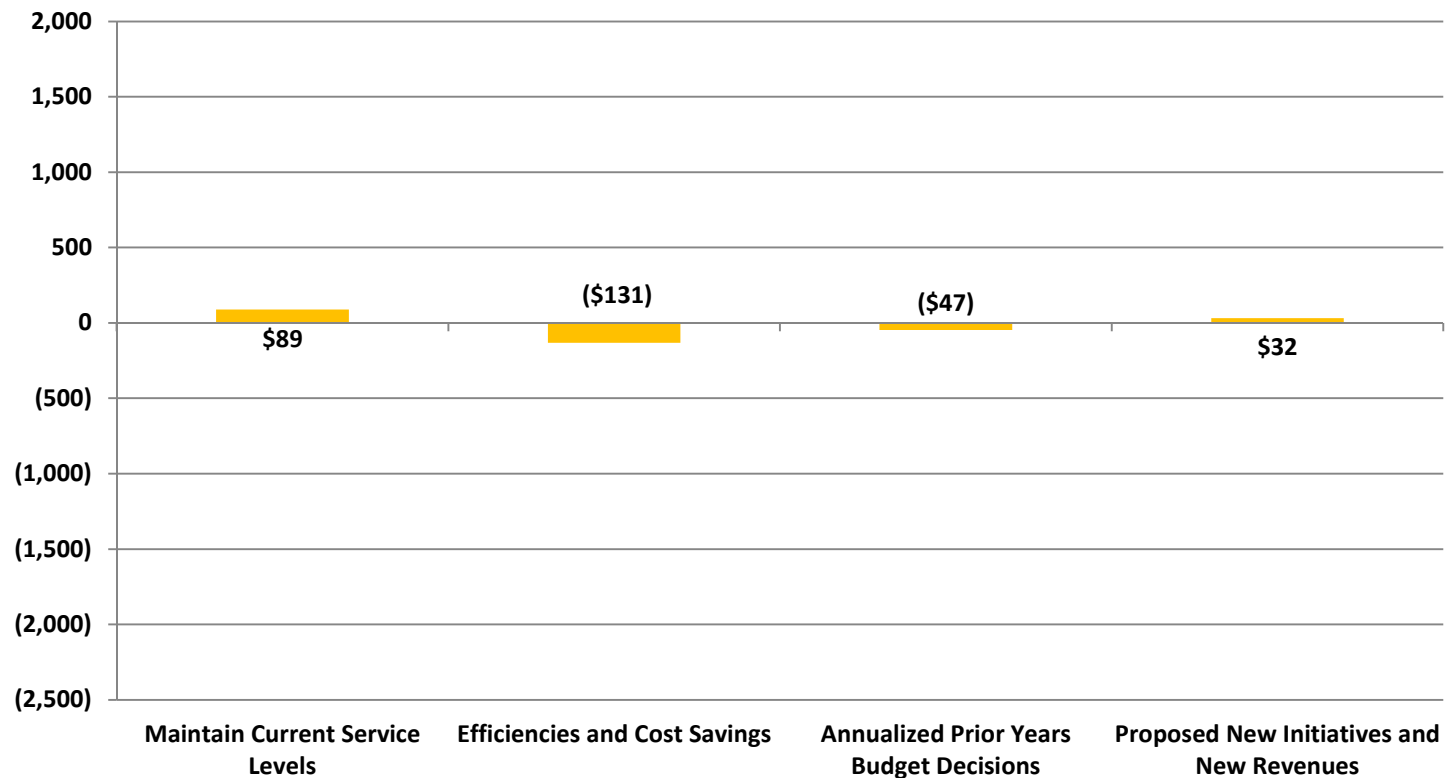 2,000
1,500
1,000
500
0
(500)
(1,000)
(1,500)
(2,000)
(2,500)
$89
($131)
($47)
$32
Maintain Current Service
Levels
Efficiencies and Cost Savings
Annualized Prior Years
Budget Decisions
Proposed New Initiatives and
New Revenues